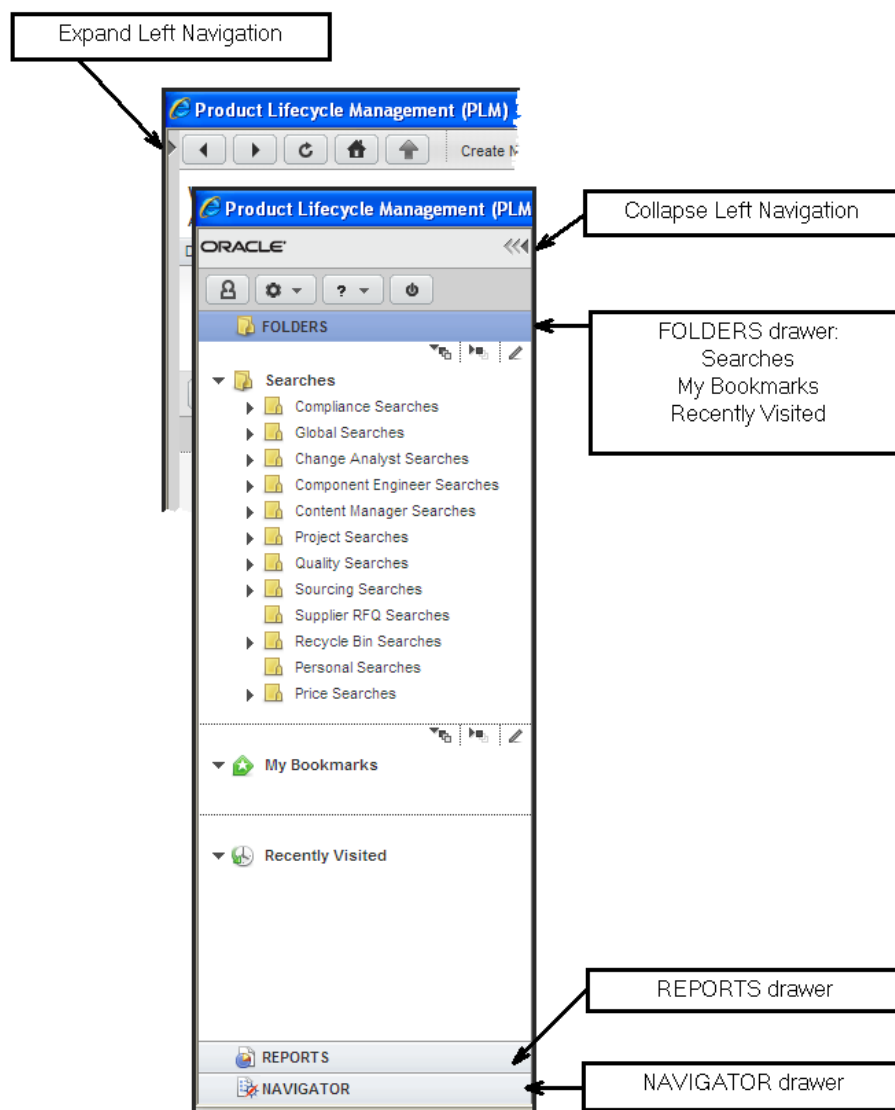 Expand Left Navigation
Product Lifecycle Management (PLM)
Create
Product Lifecycle Management (PLM
Collapse Left Navigation
ORACLE'
?
FOLDERS
FOLDERS drawer:
Searches
My Bookmarks
Recently Visited
Searches
Compliance Searches
Global Searches
Change Analyst Searches
Component Engineer Searches
Content Manager Searches
Project Searches
Quality Searches
Sourcing Searches
Supplier RFQ Searches
Recycle Bin Searches
Personal Searches
Price Searches
My Bookmarks
Recently Visited
REPORTS drawer
REPORTS
NAVIGATOR drawer
NAVIGATOR